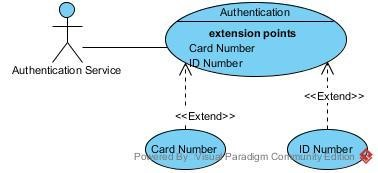 Authentication
extension points
Card Number
ID Number
Authentication Service
<<Extend>>
<<Extend>>
Card Number
ID Number
Powered By Visual Paradigm Community Edition